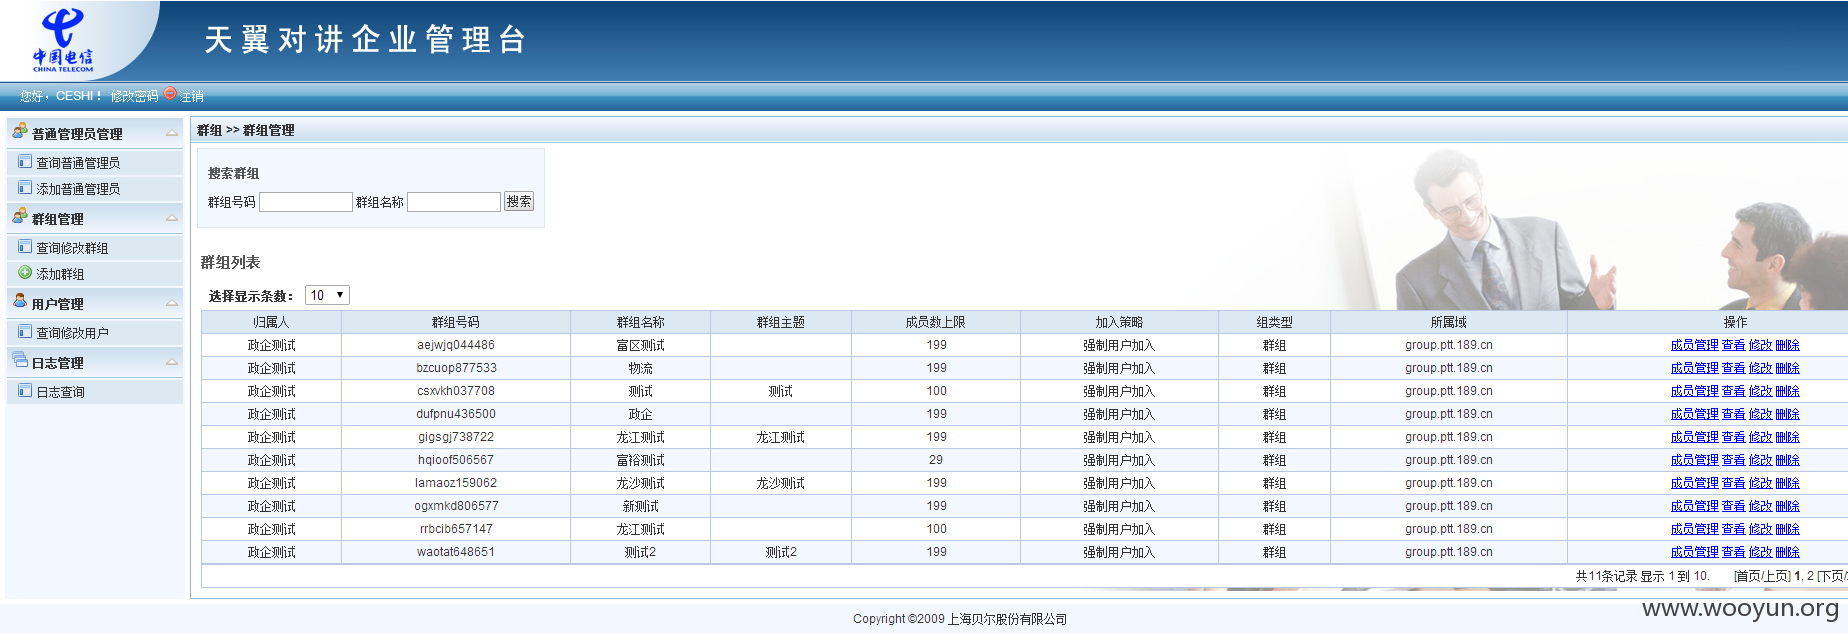 中国电信
CHINA TELECOM
天翼对讲企业管理台
您好，CESHI！ 修改密码 注销
普通管理员管理
查询普通管理员
添加普通管理员
群组管理
查询修改群组
添加群组
用户管理
查询修改用户
日志管理
日志查询
群组 >> 群组管理
搜索群组
群组号码 群组名称 搜索
群组列表
选择显示条数： 10
归属人 群组号码 群组名称 群组主题 成员数上限 加入策略 组类型 所属域 操作
政企测试 aejwjq044486 富区测试 199 强制用户加入 群组 group.ptt.189.cn 成员管理 查看 修改 删除
政企测试 bzcuop877533 物流 199 强制用户加入 群组 group.ptt.189.cn 成员管理 查看 修改 删除
政企测试 csxvkh037708 测试 测试 100 强制用户加入 群组 group.ptt.189.cn 成员管理 查看 修改 删除
政企测试 dufpnu436500 政企 199 强制用户加入 群组 group.ptt.189.cn 成员管理 查看 修改 删除
政企测试 gigsgj738722 龙江测试 龙江测试 199 强制用户加入 群组 group.ptt.189.cn 成员管理 查看 修改 删除
政企测试 hqioof506567 富裕测试 29 强制用户加入 群组 group.ptt.189.cn 成员管理 查看 修改 删除
政企测试 lamaoz159062 龙沙测试 龙沙测试 199 强制用户加入 群组 group.ptt.189.cn 成员管理 查看 修改 删除
政企测试 ogxmkd806577 新测试 199 强制用户加入 群组 group.ptt.189.cn 成员管理 查看 修改 删除
政企测试 rrbcib657147 龙江测试 100 强制用户加入 群组 group.ptt.189.cn 成员管理 查看 修改 删除
政企测试 waotat648651 测试2 测试2 199 强制用户加入 群组 group.ptt.189.cn 成员管理 查看 修改 删除
共11条记录 显示 1 到 10. [首页/上页] 1, 2 [下页/
Copyright ©2009 上海贝尔股份有限公司
www.wooyun.org